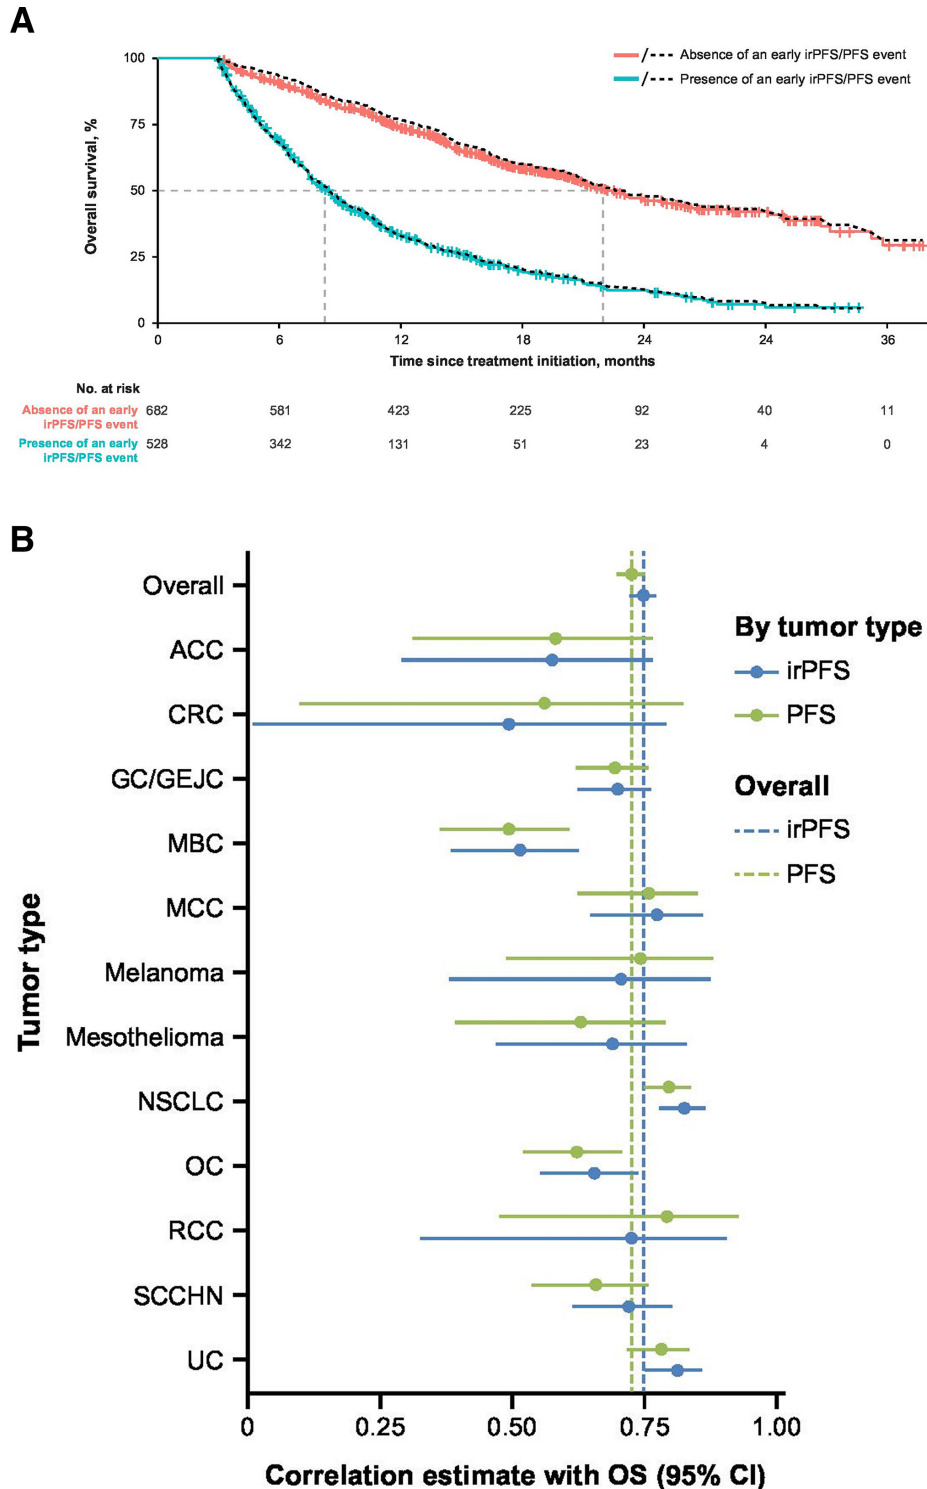 A
/ Absence of an early irPFS/PFS event
/ Presence of an early irPFS/PFS event
100
75
50
25
0
Overall survival, %
0 6 12 18 24 24 36
Time since treatment initiation, months
No. at risk
Absence of an early 682 581 423 225 92 40 11
irPFS/PFS event
Presence of an early 528 342 131 51 23 4 0
irPFS/PFS event
B
Overall
ACC
CRC
GC/GEJC
MBC
MCC
Melanoma
Mesothelioma
NSCLC
OC
RCC
SCCHN
UC
Tumor type
By tumor type
irPFS
PFS
Overall
irPFS
PFS
0 0.25 0.50 0.75 1.00
Correlation estimate with OS (95% CI)